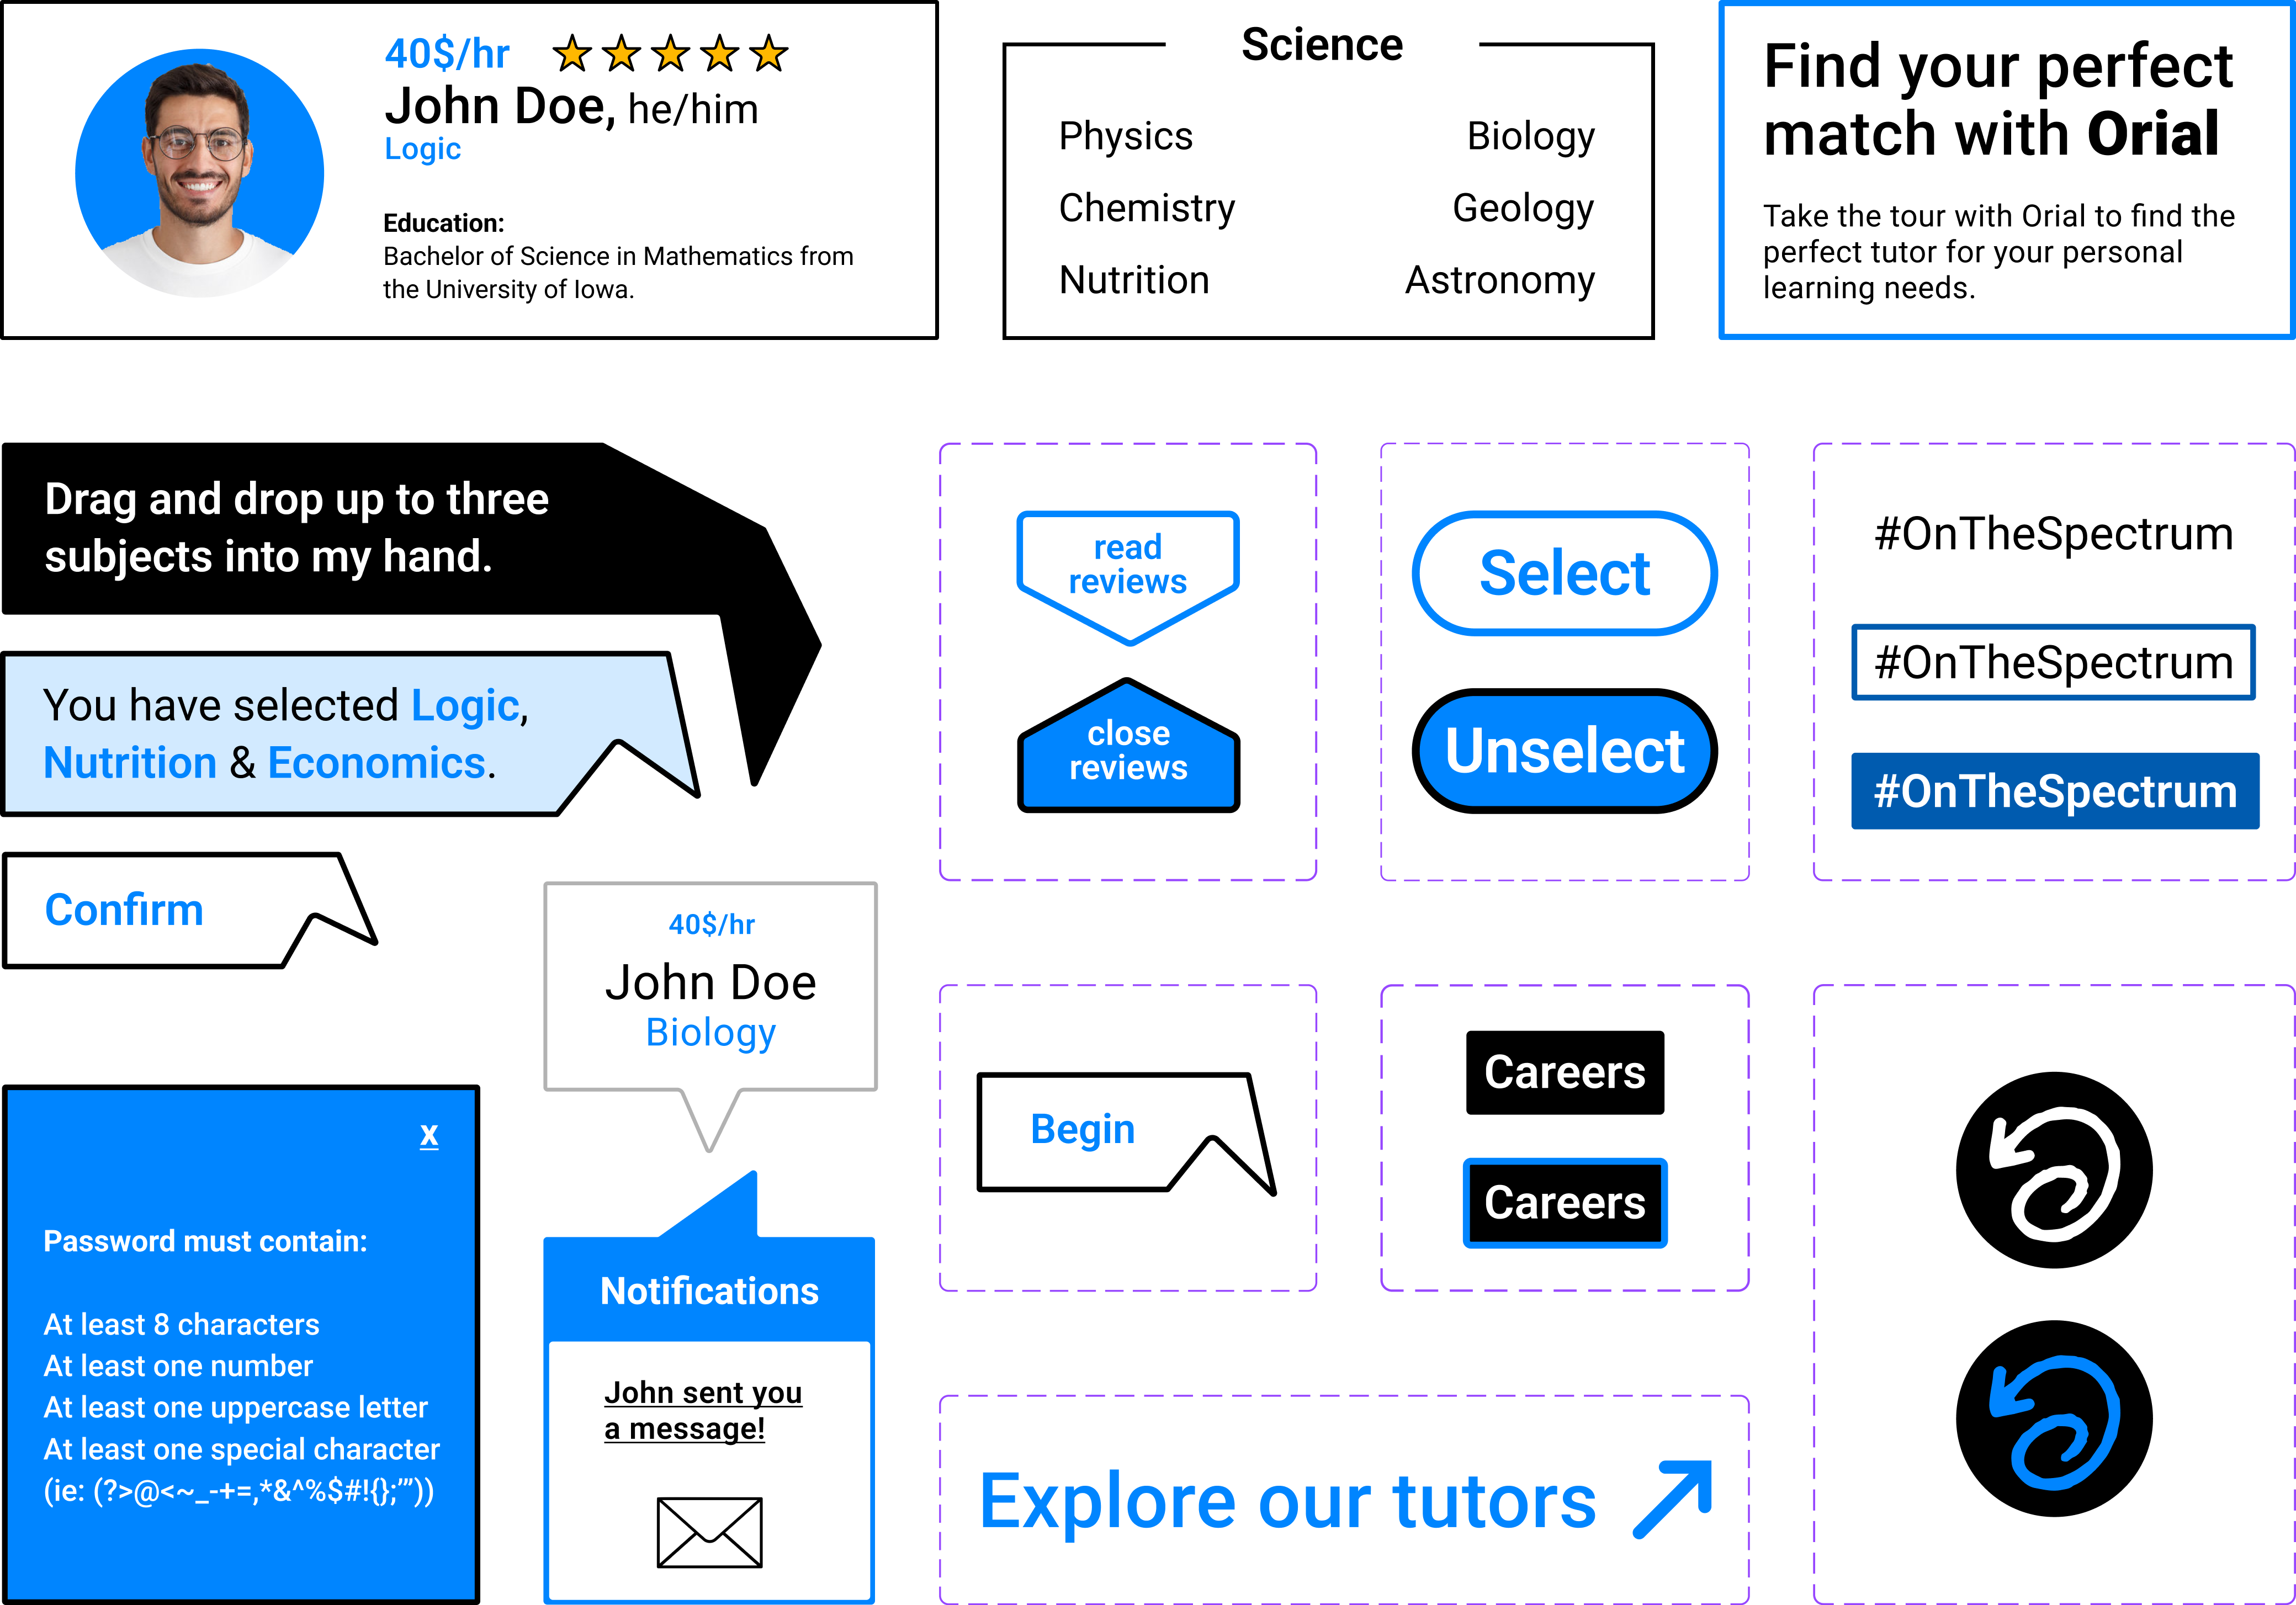 40$/hr
John Doe, he/him
Logic
Education:
Bachelor of Science in Mathematics from
the University of Iowa.
Science
Physics
Biology
Chemistry
Geology
Nutrition
Astronomy
Find your perfect
match with Orial
Take the tour with Orial to find the
perfect tutor for your personal
learning needs.
Drag and drop up to three
subjects into my hand.
You have selected Logic,
Nutrition & Economics.
Confirm
read
reviews
close
reviews
Select
Unselect
#OnTheSpectrum
#OnTheSpectrum
#OnTheSpectrum
40$/hr
John Doe
Biology
x
Password must contain:
At least 8 characters
At least one number
At least one uppercase letter
At least one special character
(ie: (?>@<~_-+=,*&^%$#!{};’”))
Notifications
John sent you
a message!
Begin
Careers
Careers
Explore our tutors